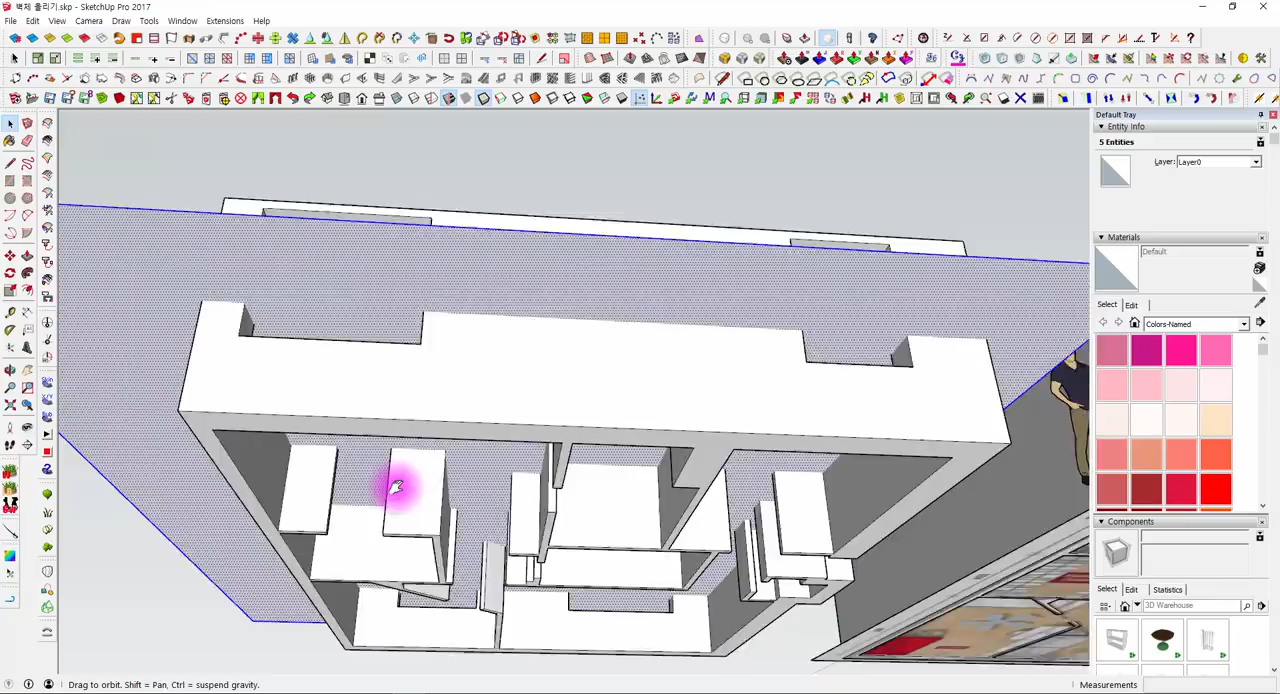 벽체 올리기.skp - SketchUp Pro 2017
File Edit View Camera Draw Tools Window Extensions Help
Default Tray
Entity Info
5 Entities
Layer: Layer0
Materials
Default
Select Edit
Colors-Named
Components
Select Edit Statistics
3D Warehouse
Drag to orbit. Shift = Pan, Ctrl = suspend gravity.
Measurements